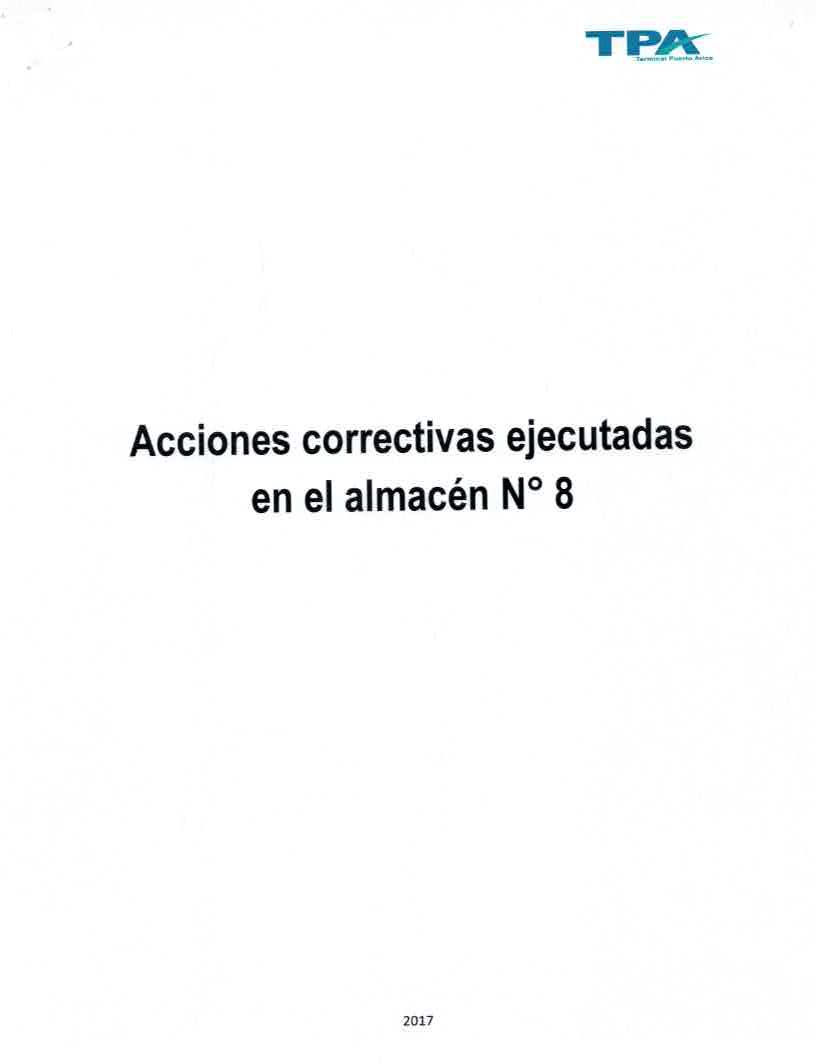 TPA
Terminal Puerto Arica
Acciones correctivas ejecutadas
en el almacén N° 8
2017